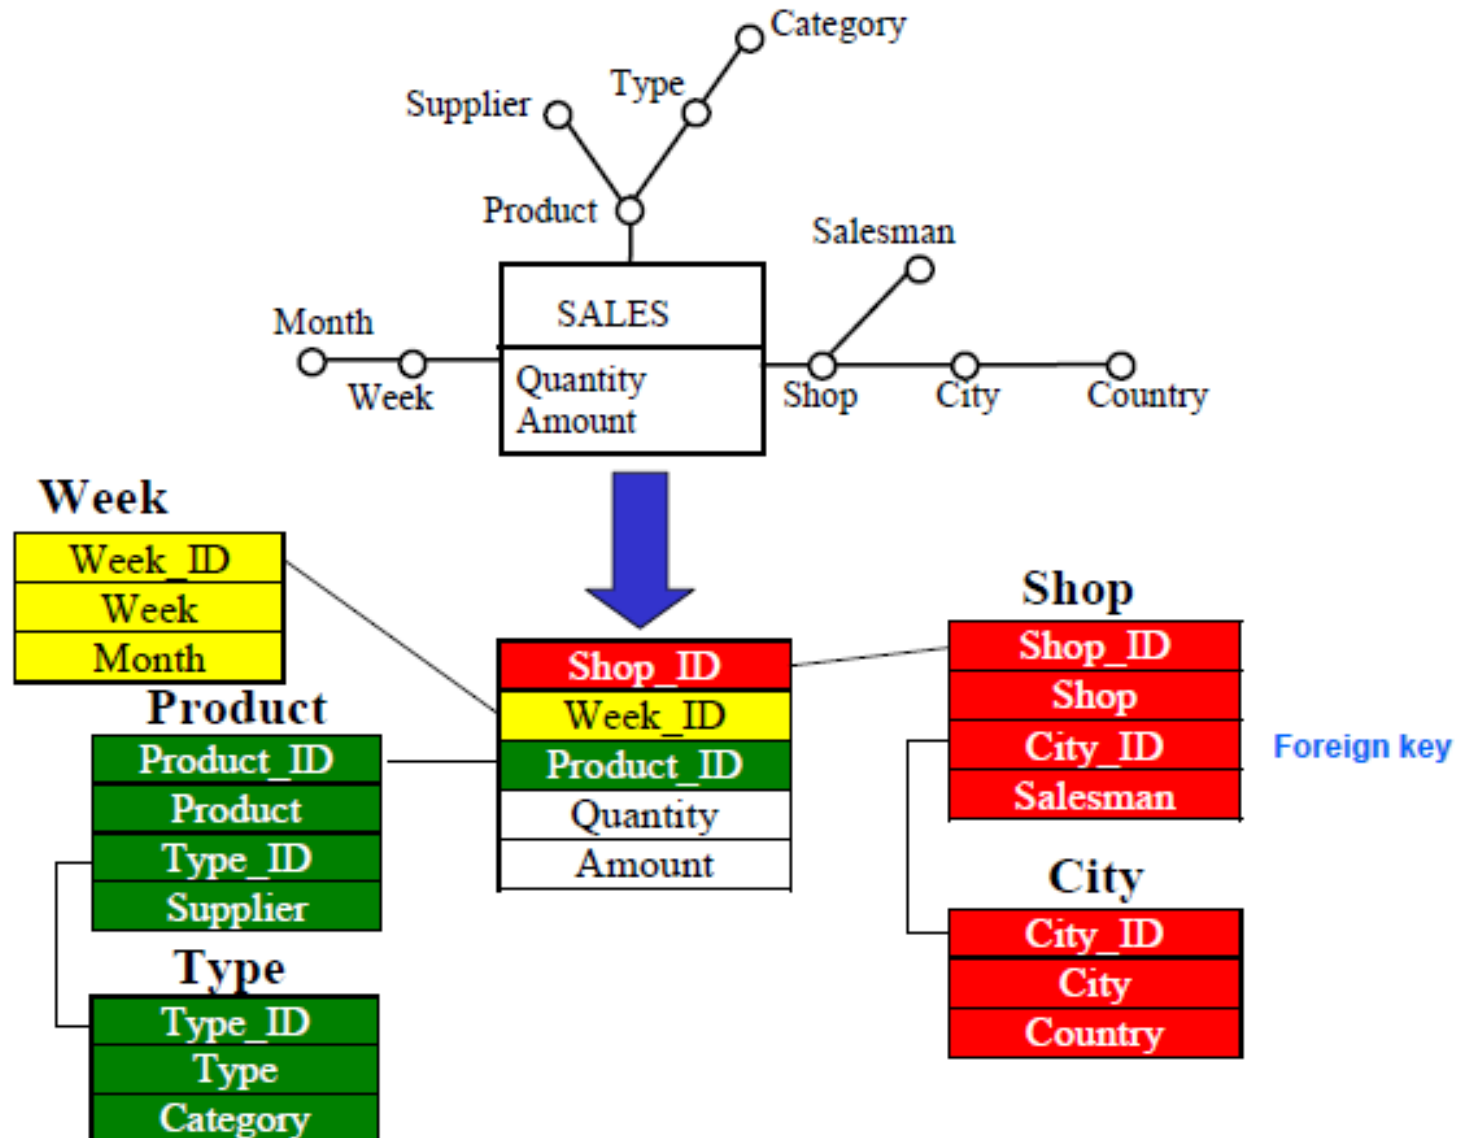 Category
Type
Supplier
Product
Salesman
Month
SALES
Week
Quantity
Amount
Shop
City
Country
Week
Week_ID
Week
Month
Product
Product_ID
Product
Type_ID
Supplier
Type
Type_ID
Type
Category
Shop_ID
Week_ID
Product_ID
Quantity
Amount
Shop
Shop_ID
Shop
City_ID
Salesman
Foreign key
City
City_ID
City
Country